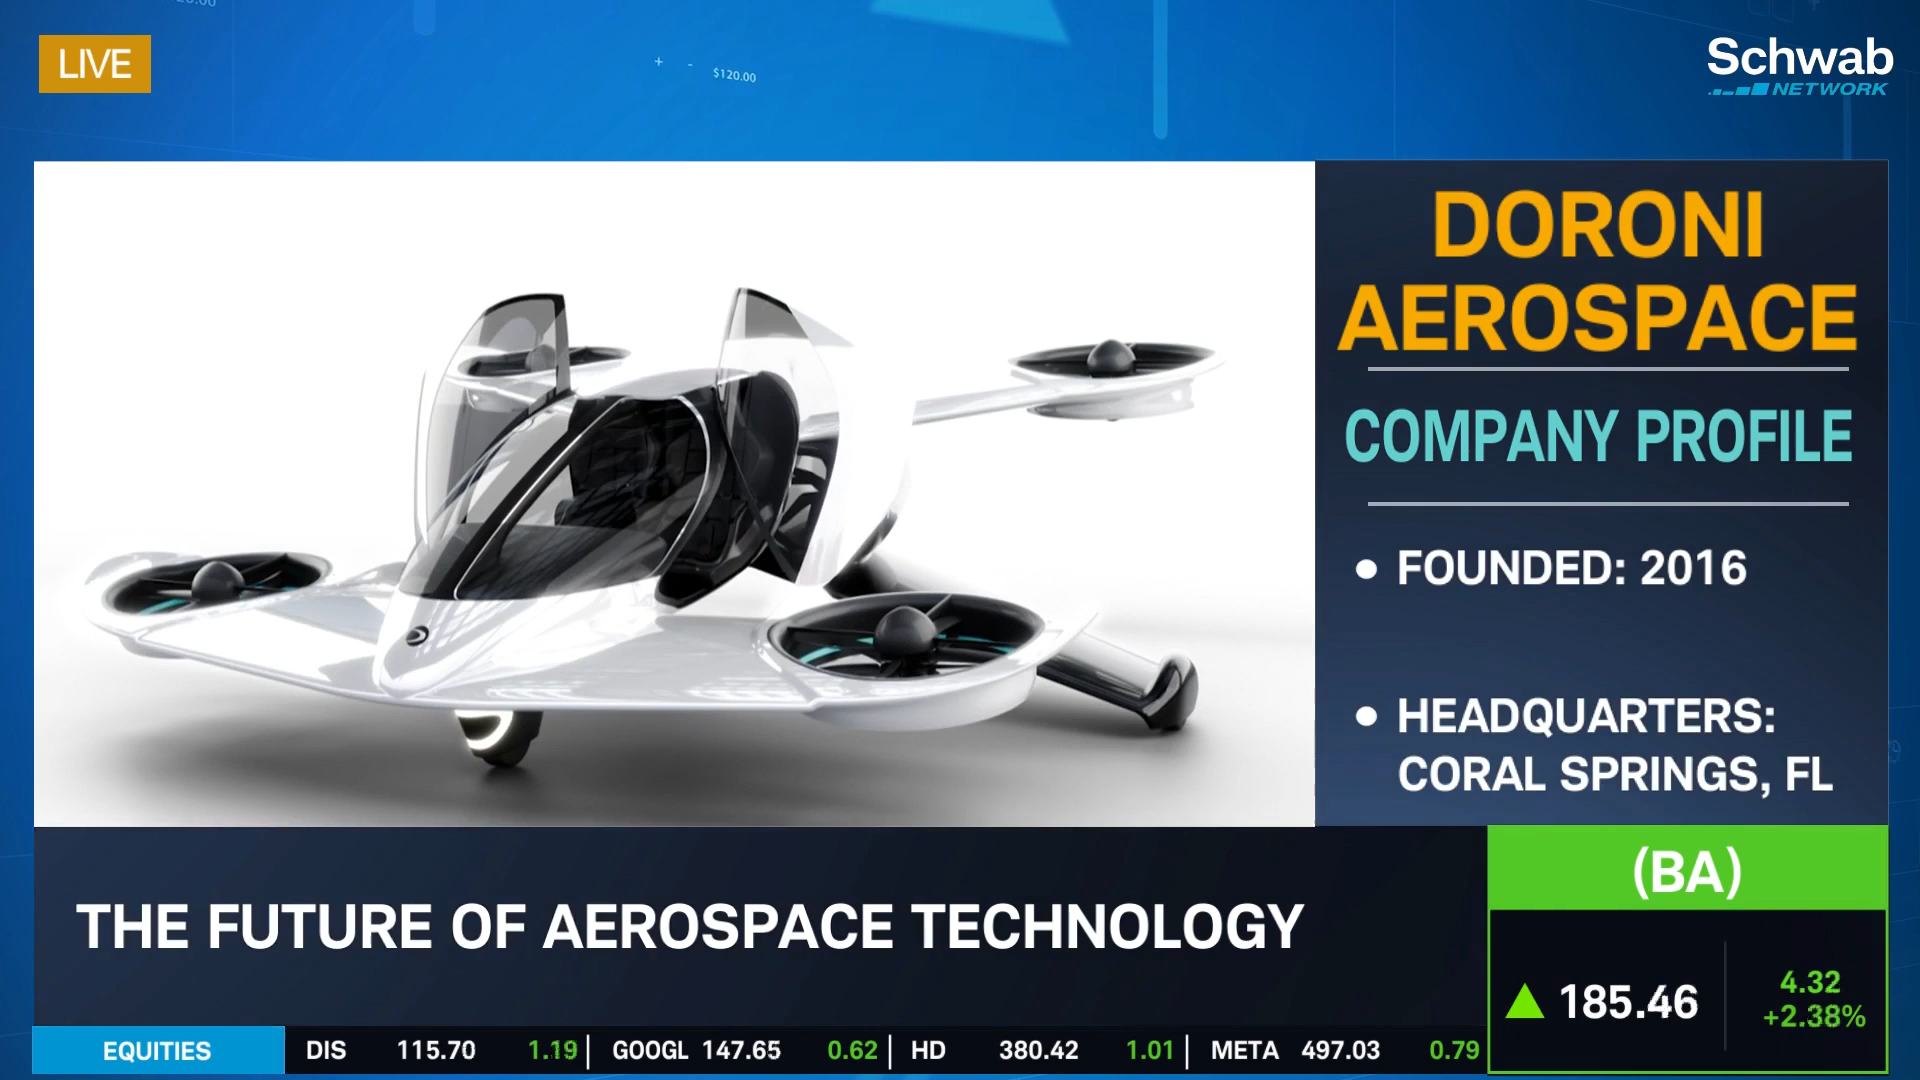 LIVE
$120.00
Schwab
NETWORK
DORONI
AEROSPACE
COMPANY PROFILE
• FOUNDED: 2016
• HEADQUARTERS:
CORAL SPRINGS, FL
THE FUTURE OF AEROSPACE TECHNOLOGY
(BA)
▲ 185.46
4.32
+2.38%
EQUITIES
DIS 115.70 1.19 | GOOGL 147.65 0.62 | HD 380.42 1.01 | META 497.03 0.79